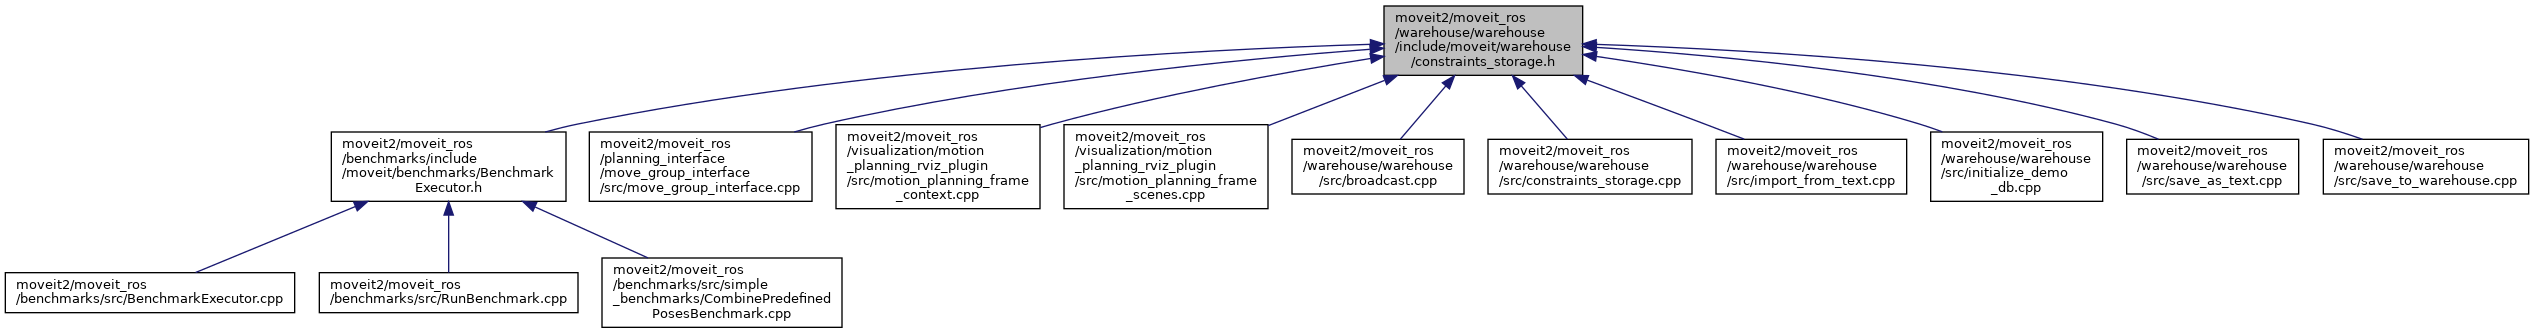 moveit2/moveit_ros
/warehouse/warehouse
/include/moveit/warehouse
/constraints_storage.h
moveit2/moveit_ros
/benchmarks/include
/moveit/benchmarks/Benchmark
Executor.h
moveit2/moveit_ros
/planning_interface
/move_group_interface
/src/move_group_interface.cpp
moveit2/moveit_ros
/visualization/motion
_planning_rviz_plugin
/src/motion_planning_frame
_context.cpp
moveit2/moveit_ros
/visualization/motion
_planning_rviz_plugin
/src/motion_planning_frame
_scenes.cpp
moveit2/moveit_ros
/warehouse/warehouse
/src/broadcast.cpp
moveit2/moveit_ros
/warehouse/warehouse
/src/constraints_storage.cpp
moveit2/moveit_ros
/warehouse/warehouse
/src/import_from_text.cpp
moveit2/moveit_ros
/warehouse/warehouse
/src/initialize_demo
_db.cpp
moveit2/moveit_ros
/warehouse/warehouse
/src/save_as_text.cpp
moveit2/moveit_ros
/warehouse/warehouse
/src/save_to_warehouse.cpp
moveit2/moveit_ros
/benchmarks/src/BenchmarkExecutor.cpp
moveit2/moveit_ros
/benchmarks/src/RunBenchmark.cpp
moveit2/moveit_ros
/benchmarks/src/simple
_benchmarks/CombinePredefined
PosesBenchmark.cpp